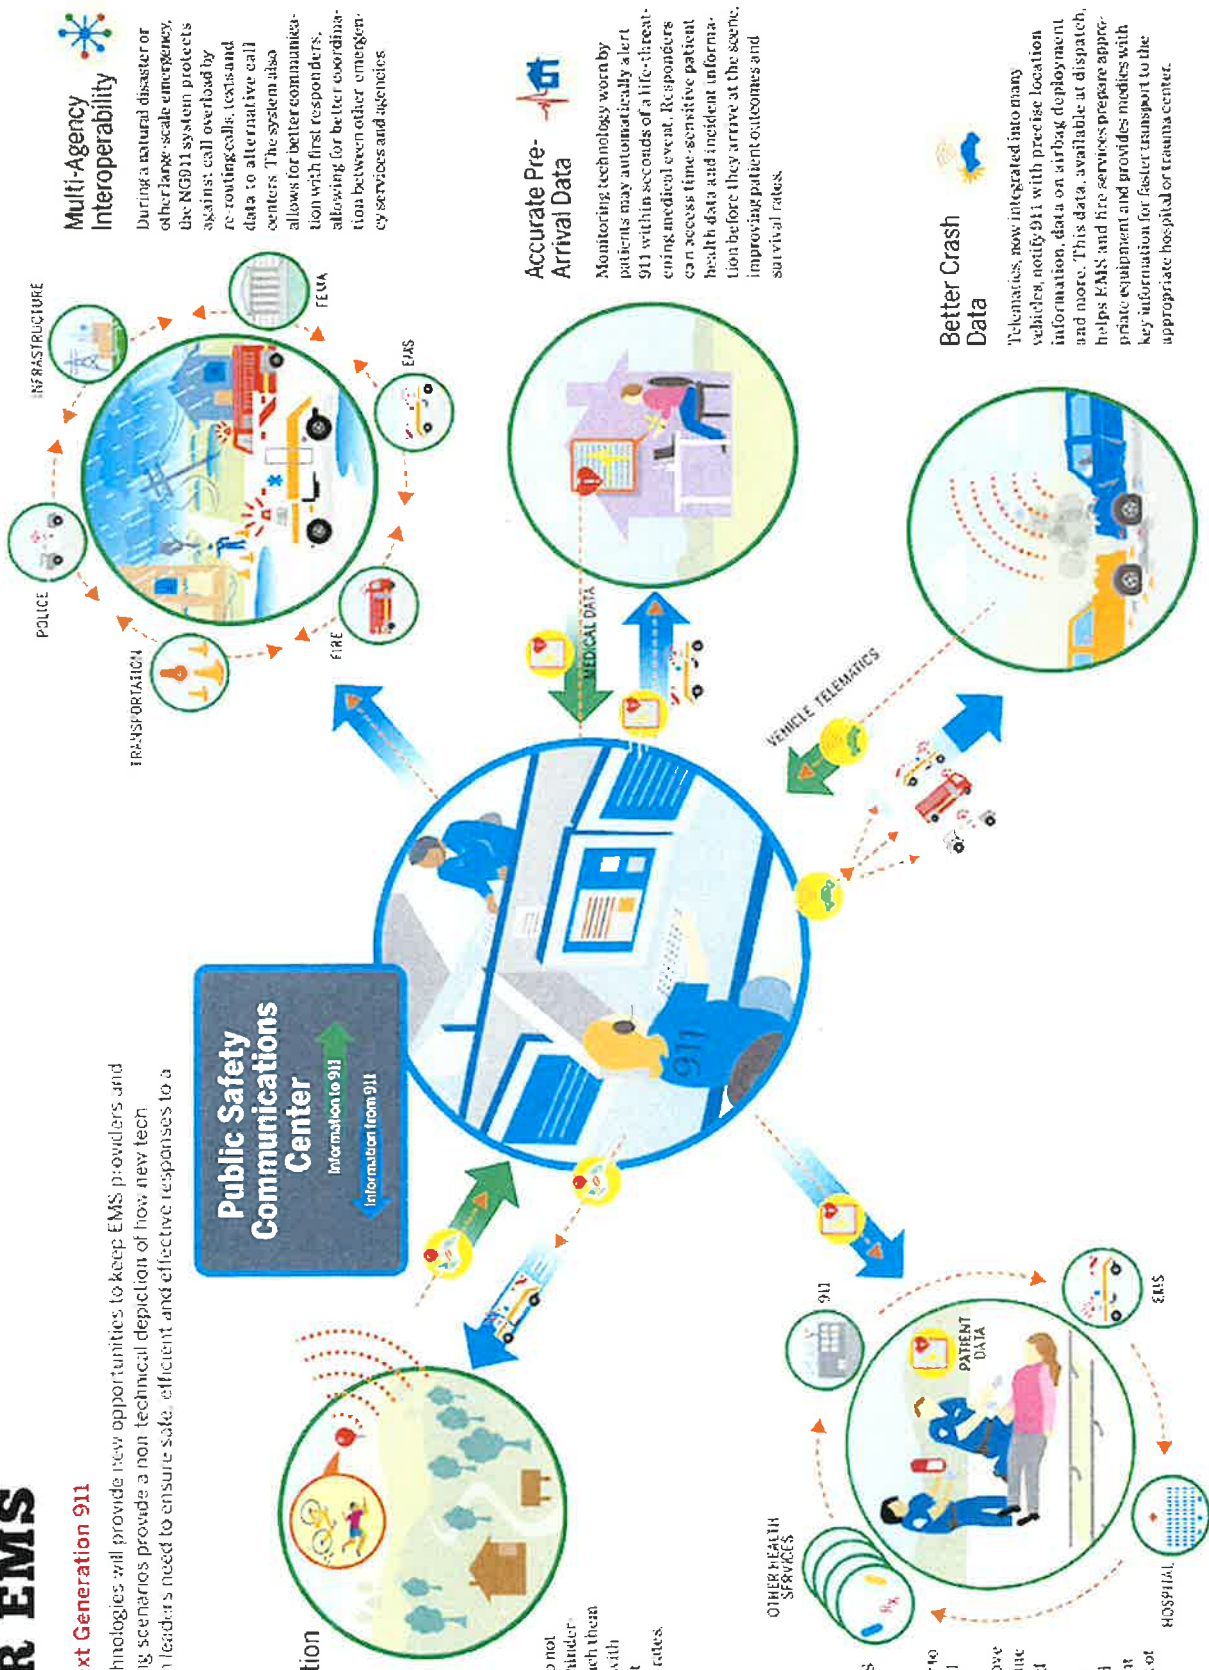 R EMS
xt Generation 911
hnologies will provide new opportunities to keep EMS providers and
ng scenarios provide a non technical depiction of how new tech
n leaders need to ensure safe, efficient and effective responses to a
Public Safety
Communications
Center
Information to 911
Information from 911
911
tion
o not
hinder-
ch them
with
t
rates.
Multi-Agency
Interoperability
During a natural disaster or
other large-scale emergency,
the NG911 system protects
against call overload by
re-routing calls, texts and
data to alternative call
centers. The system also
allows for better communica-
tion with first responders,
allowing for better coordina-
tion between other emergen-
cy services and agencies.
POLICE
INFRASTRUCTURE
TRANSPORTATION
FEMA
FIRE
EMS
Accurate Pre-
Arrival Data
Monitoring technology worn by
patients may automatically alert
911 within seconds of a life-threat-
ening medical event. Responders
can access time-sensitive patient
health data and incident informa-
tion before they arrive at the scene,
improving patient outcomes and
survival rates.
MEDICAL DATA
Better Crash
Data
Telematics, now integrated into many
vehicles, notify 911 with precise location
information, data on airbag deployment
and more. This data, available at dispatch,
helps EMS and fire services prepare appro-
priate equipment and provides medics with
key information for faster transport to the
appropriate hospital or trauma center.
VEHICLE TELEMATICS
OTHER HEALTH
SERVICES
Rx
911
PATIENT
DATA
EMS
HOSPITAL